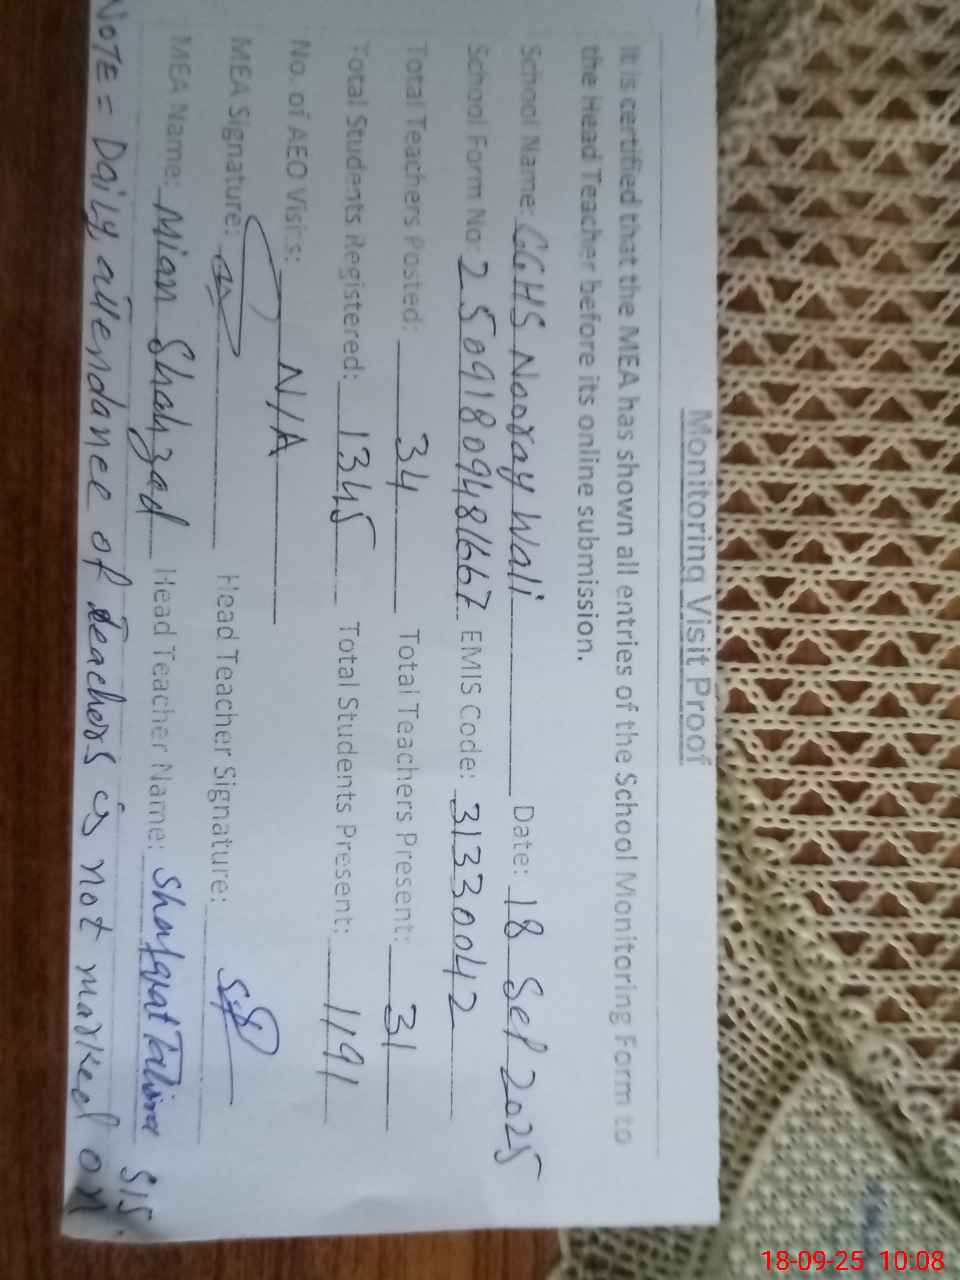 Monitoring Visit Proof
It is certified that the MEA has shown all entries of the School Monitoring Form to
the Head Teacher before its online submission.
School Name: GGHS Nooray Wali Date: 18 Sep 2025
School Form No: 25091809481667 EMIS Code: 31330042
Total Teachers Posted: 34 Total Teachers Present: 31
Total Students Registered: 1345 Total Students Present: 1191
No. of AEO Visits: N/A
MEA Signature: Head Teacher Signature:
MEA Name: Mian Shahzad Head Teacher Name: Shafqat Tahira
NOTE = Daily attendance of teachers is not marked on SIS.
18-09-25 10:08